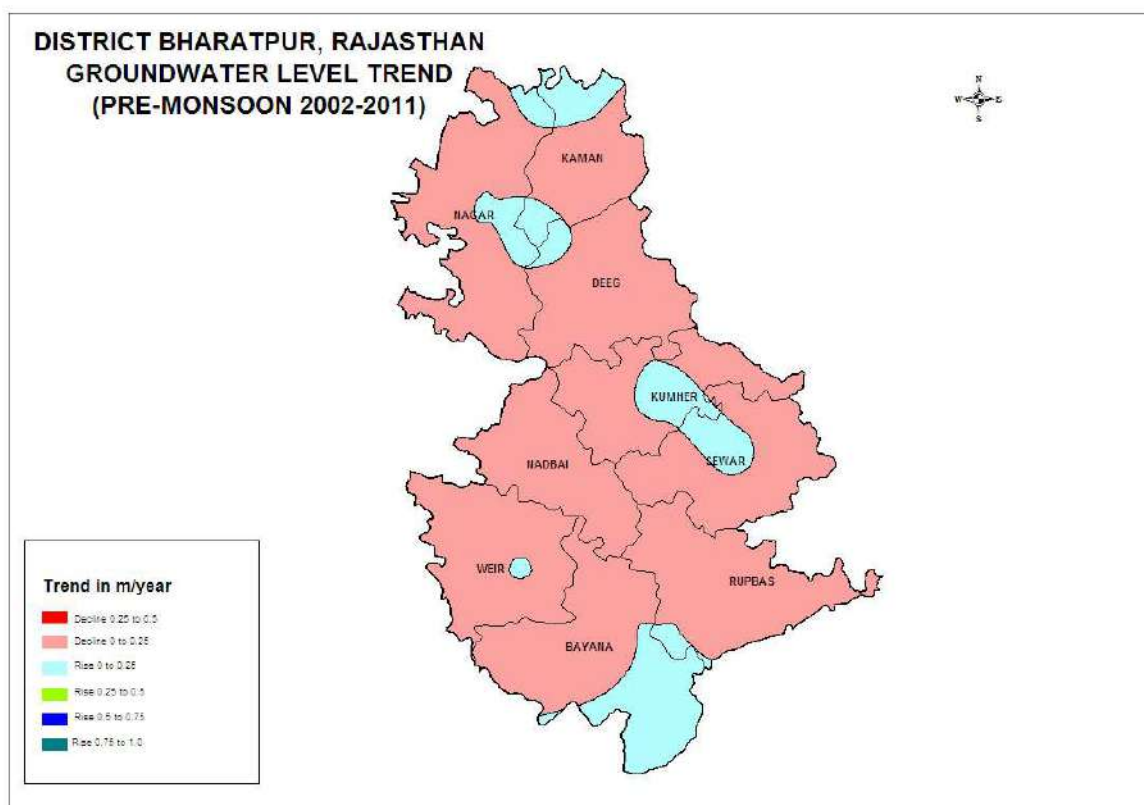 DISTRICT BHARATPUR, RAJASTHAN
GROUNDWATER LEVEL TREND
(PRE-MONSOON 2002-2011)
N
W E
S
KAMAN
NAGAR
DEEG
KUMHER
SEWAR
NADBAI
WEIR
RUPBAS
BAYANA
Trend in m/year
Decline 0.25 to 0.5
Decline 0 to 0.25
Rise 0 to 0.25
Rise 0.25 to 0.5
Rise 0.5 to 0.75
Rise 0.75 to 1.0